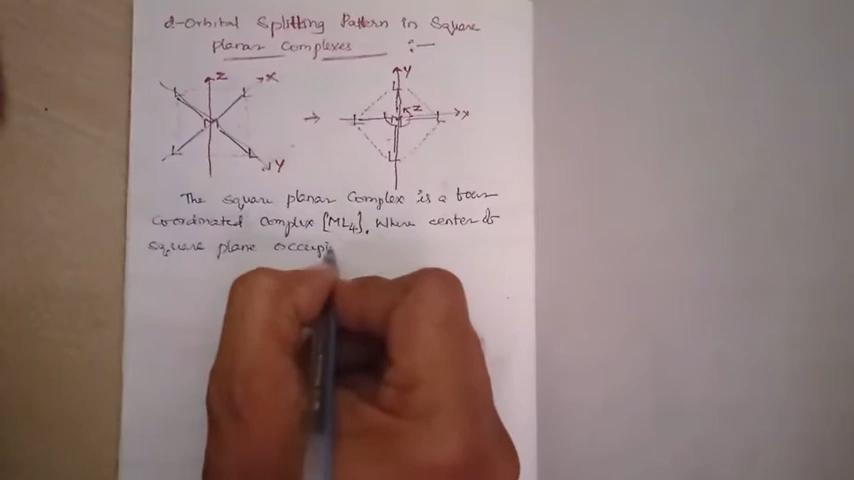 d-Orbital Splitting Pattern in Square
planar Complexes :-
Z X Y
L L M L L
→
Y X Z
L L M L L
The square planar Complex is a four
Coordinated Complex [ML4]. Where center of
square plane occupi